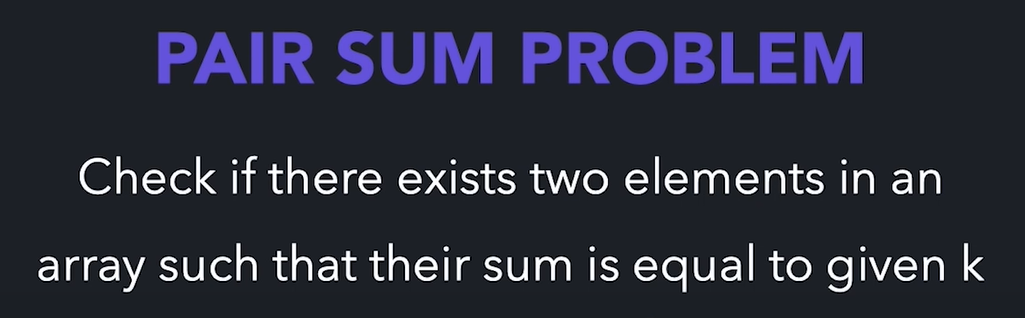 PAIR SUM PROBLEM
Check if there exists two elements in an
array such that their sum is equal to given k